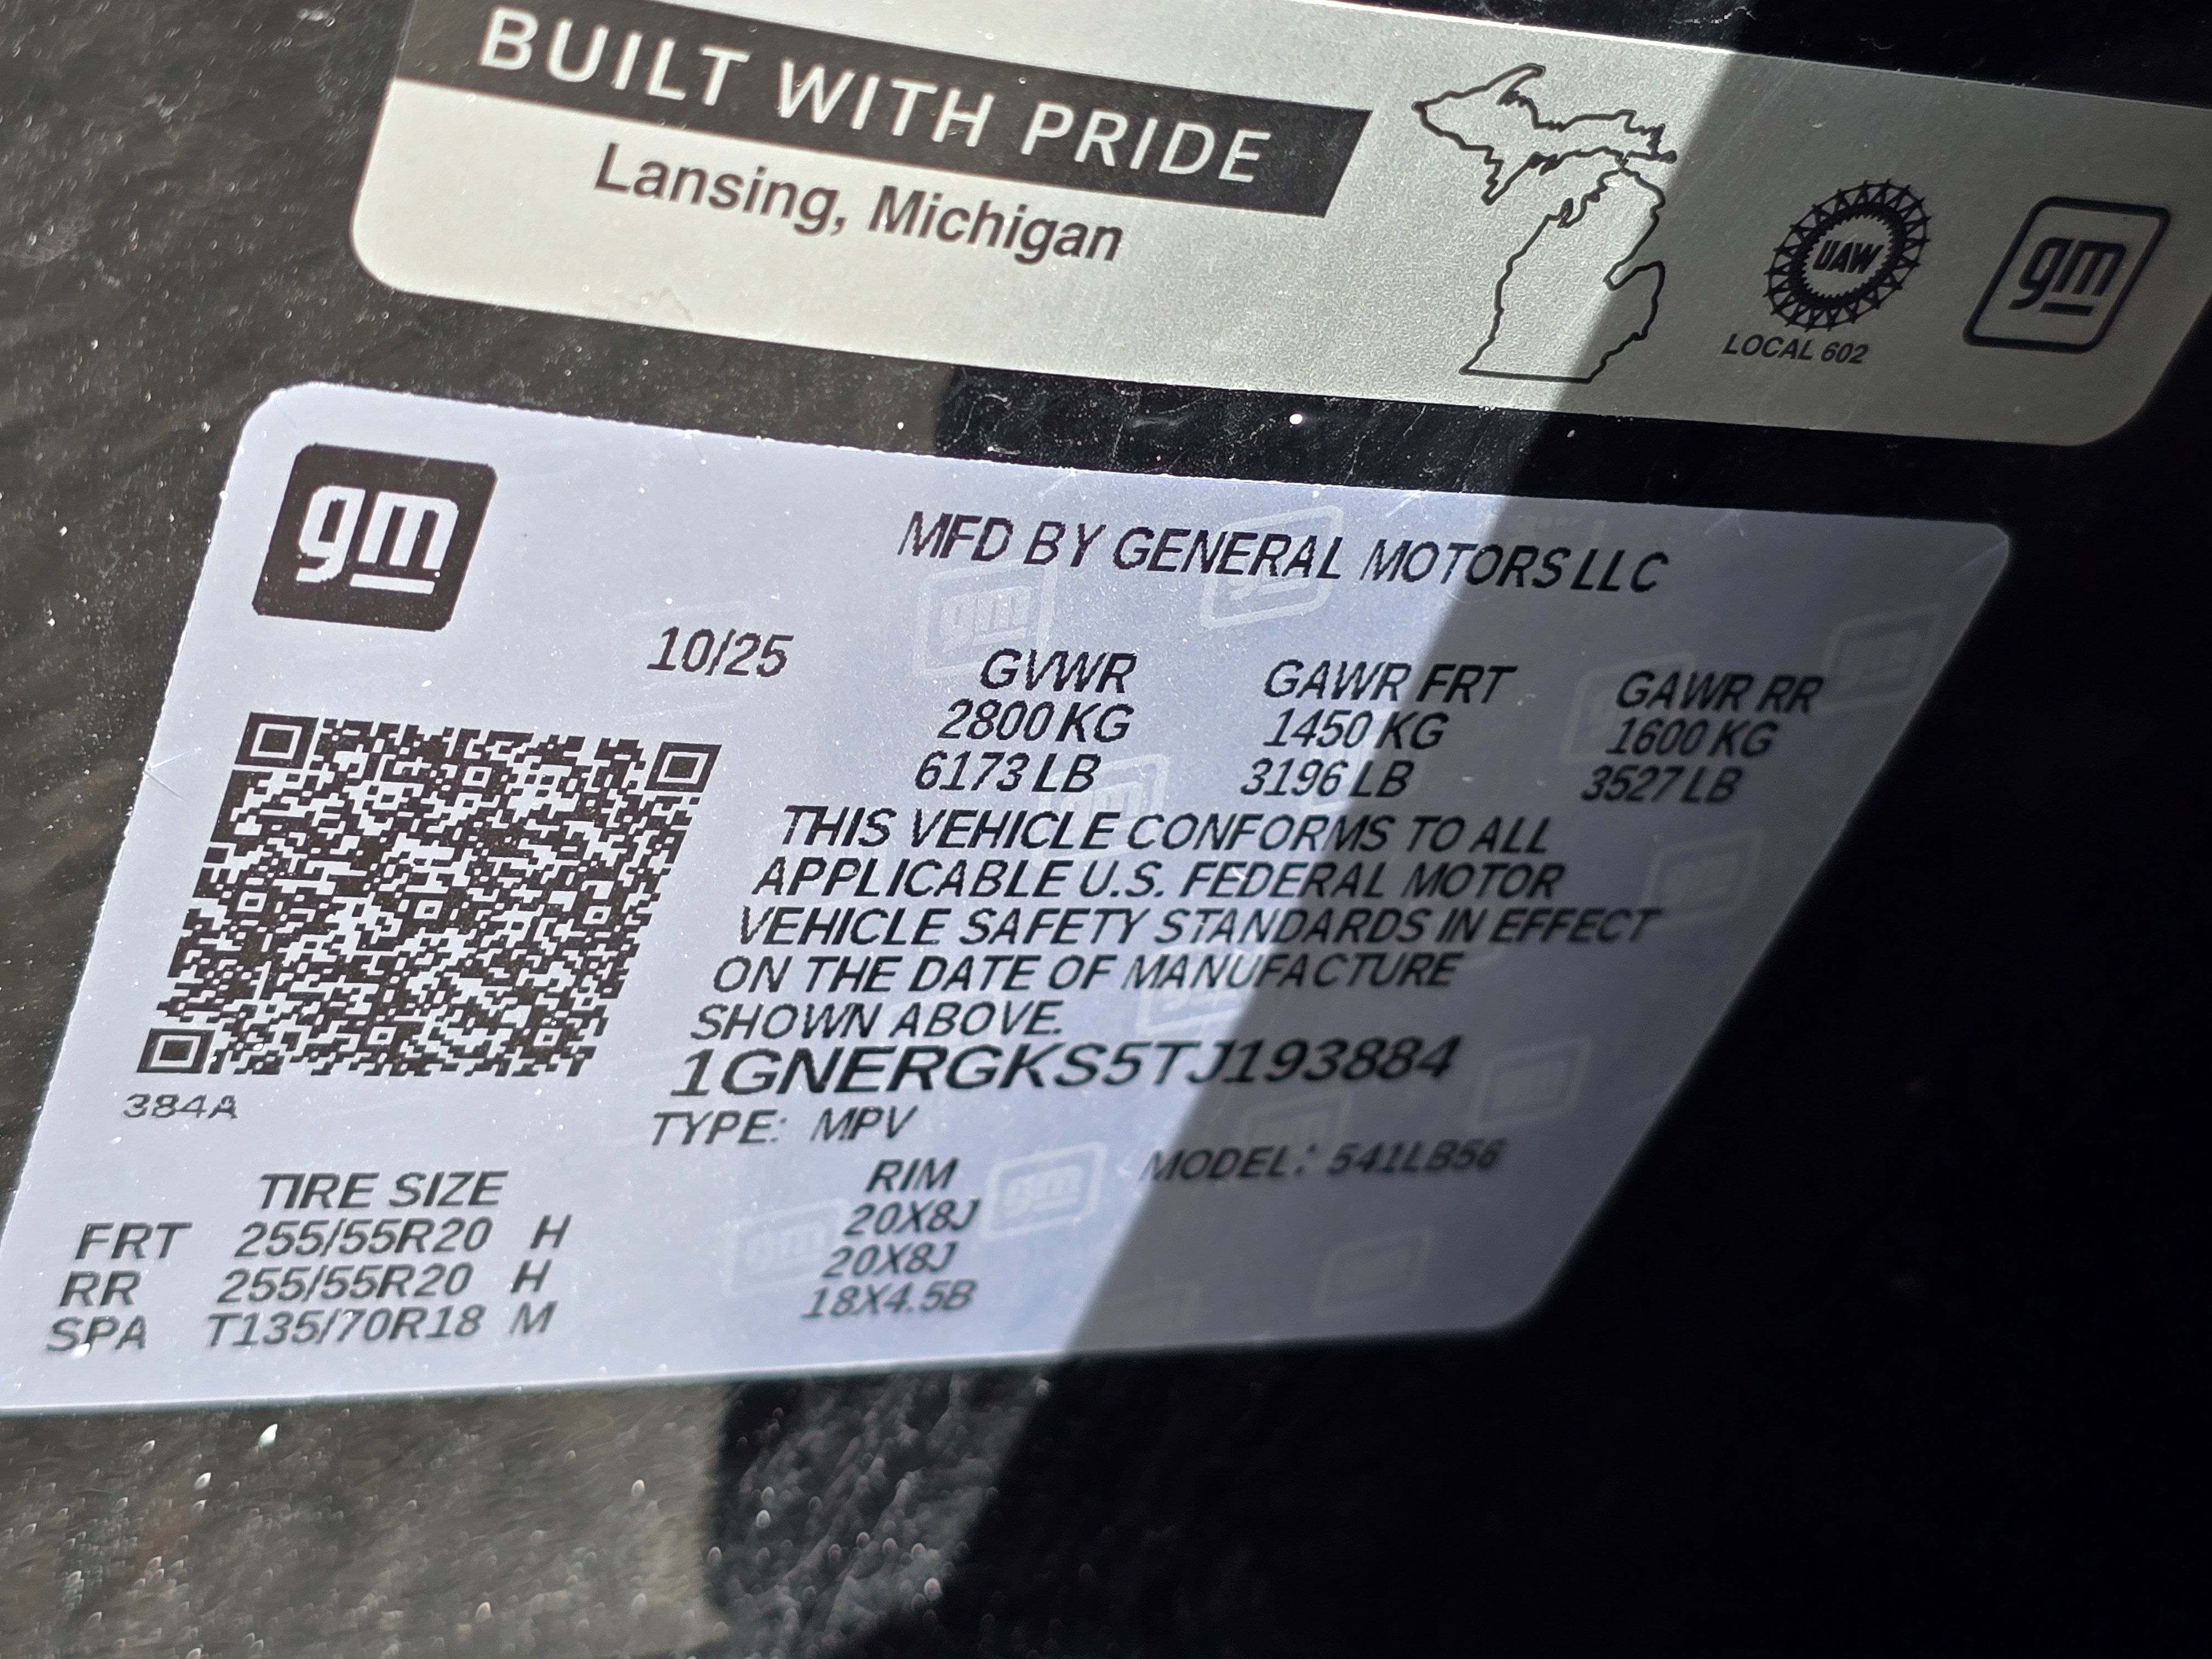 BUILT WITH PRIDE
Lansing, Michigan
UAW
LOCAL 602
gm
gm
MFD BY GENERAL MOTORS LLC
10/25
GVWR GAWR FRT GAWR RR
2800 KG 1450 KG 1600 KG
6173 LB 3196 LB 3527 LB
THIS VEHICLE CONFORMS TO ALL
APPLICABLE U.S. FEDERAL MOTOR
VEHICLE SAFETY STANDARDS IN EFFECT
ON THE DATE OF MANUFACTURE
SHOWN ABOVE.
1GNERGKS5TJ193884
384A
TYPE: MPV
MODEL: 541LB56
TIRE SIZE RIM
FRT 255/55R20 H 20X8J
RR 255/55R20 H 20X8J
SPA T135/70R18 M 18X4.5B